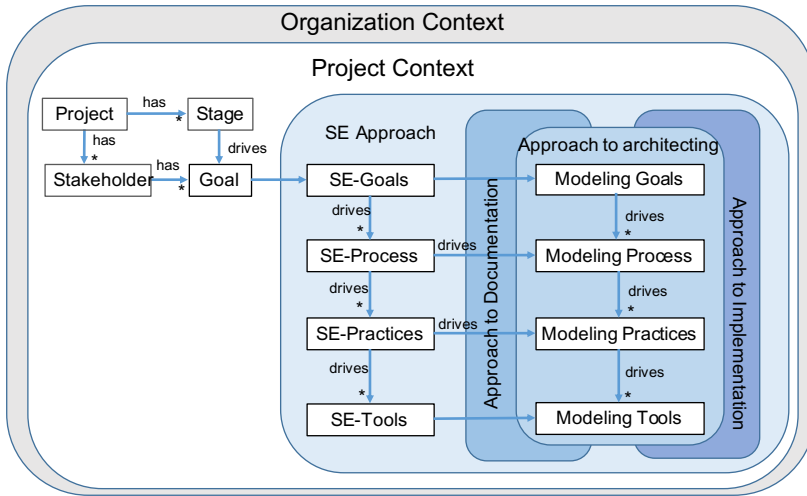 Organization Context
Project Context
Project
has
*
Stage
has
*
drives
Stakeholder
has
*
Goal
SE Approach
SE-Goals
drives
*
SE-Process
drives
drives
*
SE-Practices
drives
drives
*
SE-Tools
Approach to Documentation
Approach to architecting
Modeling Goals
drives
*
Modeling Process
drives
*
Modeling Practices
drives
*
Modeling Tools
Approach to Implementation